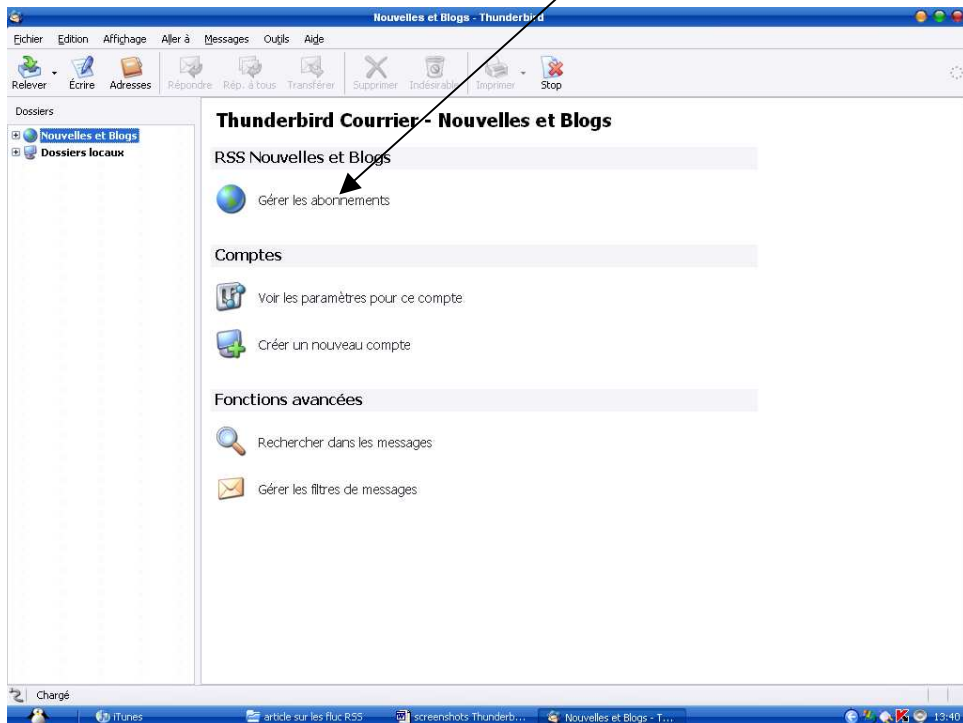 Nouvelles et Blogs - Thunderbird
Fichier Edition Affichage Aller à Messages Outils Aide
Relever Écrire Adresses Répondre Rép. à tous Transférer Supprimer Indésirable Imprimer Stop
Dossiers
Nouvelles et Blogs
Dossiers locaux
Thunderbird Courrier - Nouvelles et Blogs
RSS Nouvelles et Blogs
Gérer les abonnements
Comptes
Voir les paramètres pour ce compte
Créer un nouveau compte
Fonctions avancées
Rechercher dans les messages
Gérer les filtres de messages
Chargé
iTunes article sur les fluc RSS screenshots Thunderb... Nouvelles et Blogs - T... 13:40